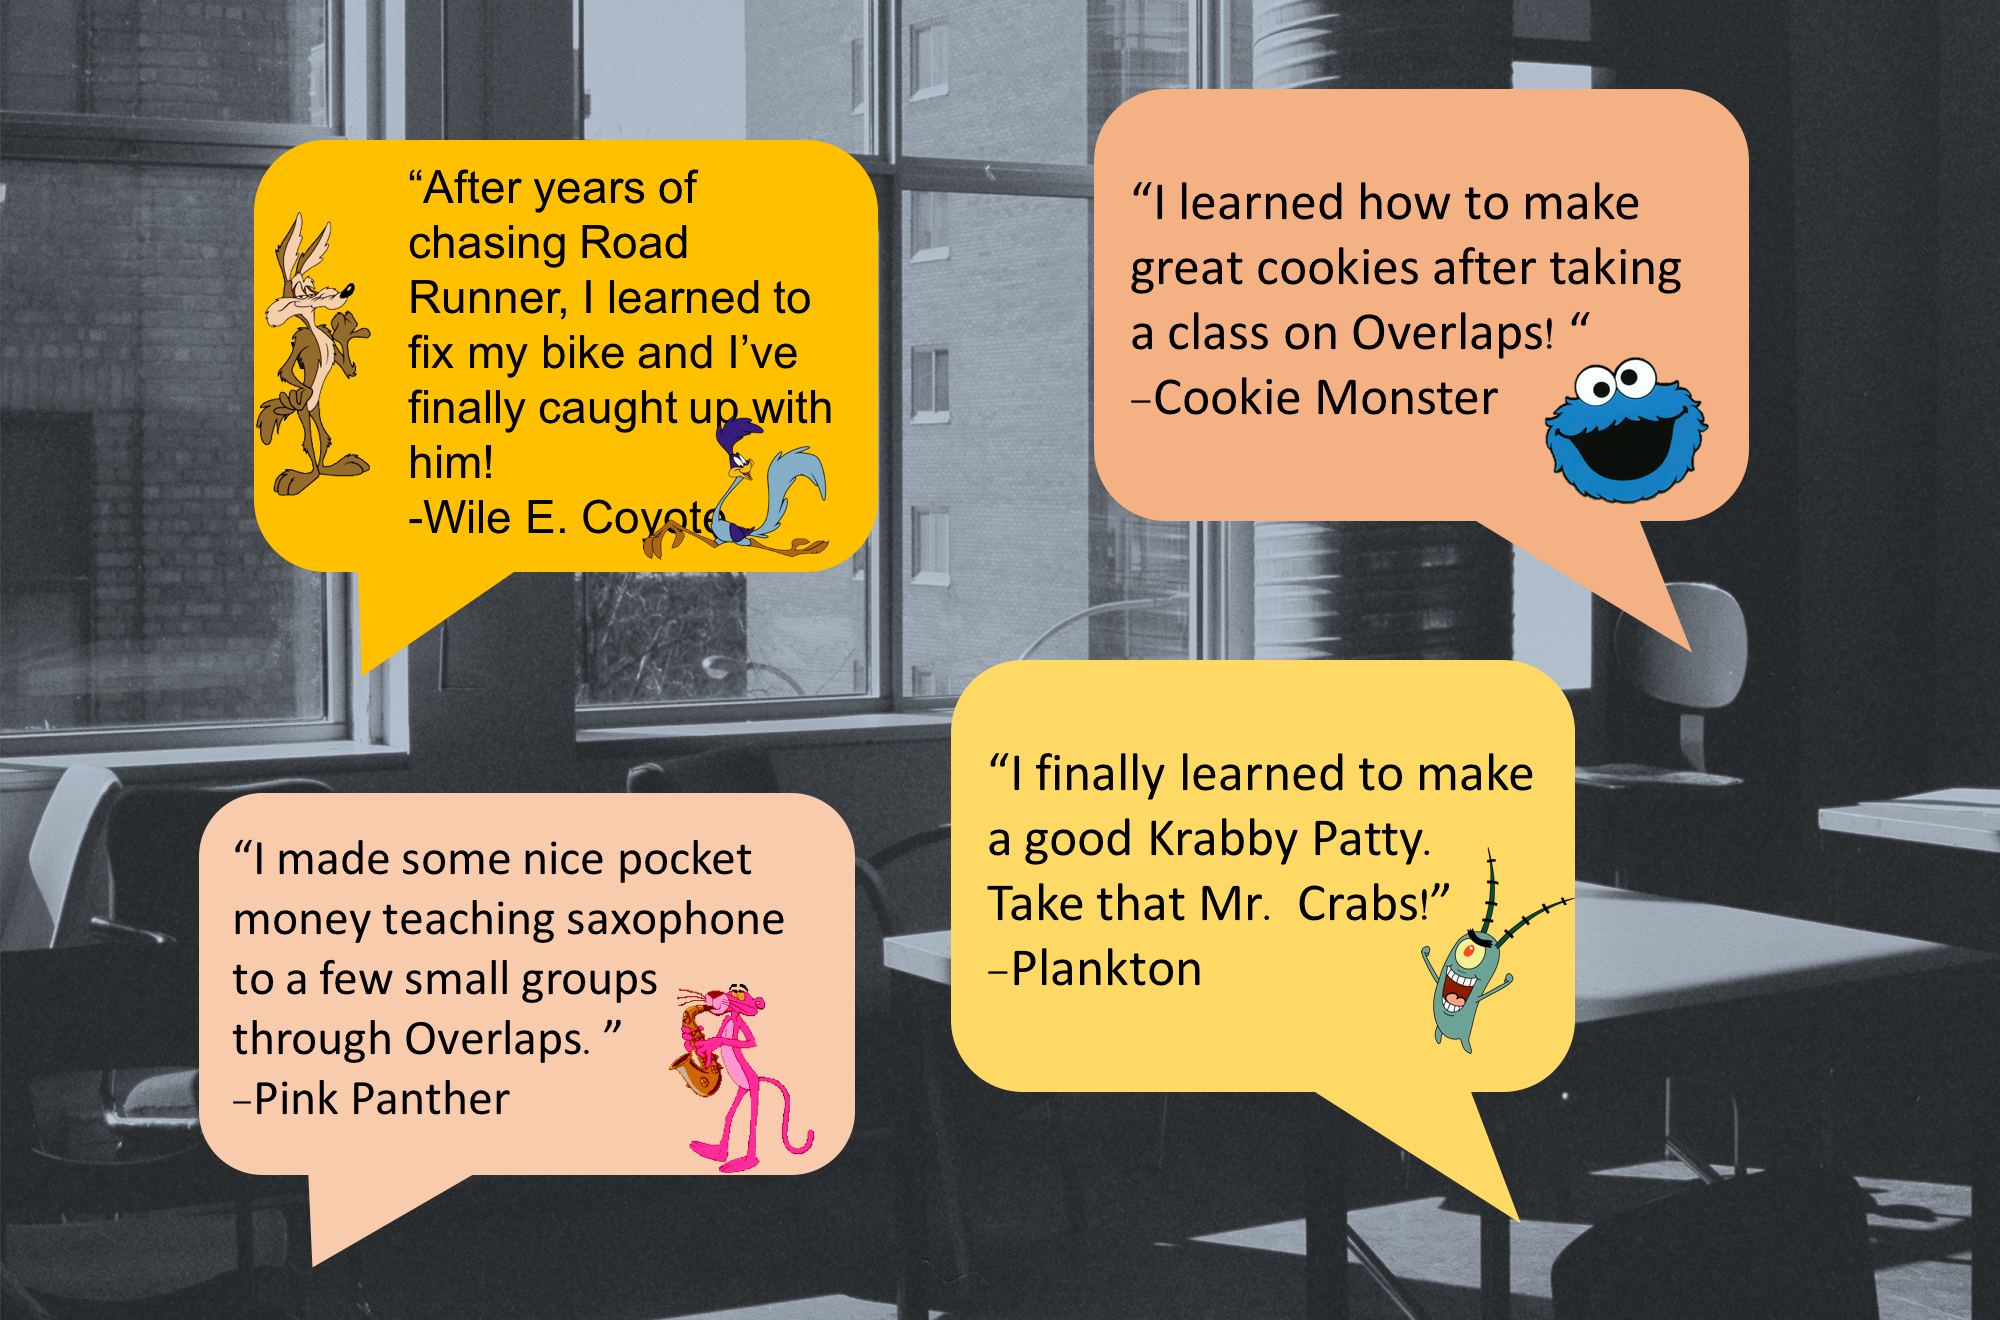 “After years of
chasing Road
Runner, I learned to
fix my bike and I’ve
finally caught up with
him!
-Wile E. Coyote
“I learned how to make
great cookies after taking
a class on Overlaps! “
–Cookie Monster
“I made some nice pocket
money teaching saxophone
to a few small groups
through Overlaps. ”
–Pink Panther
“I finally learned to make
a good Krabby Patty.
Take that Mr.  Crabs!”
–Plankton